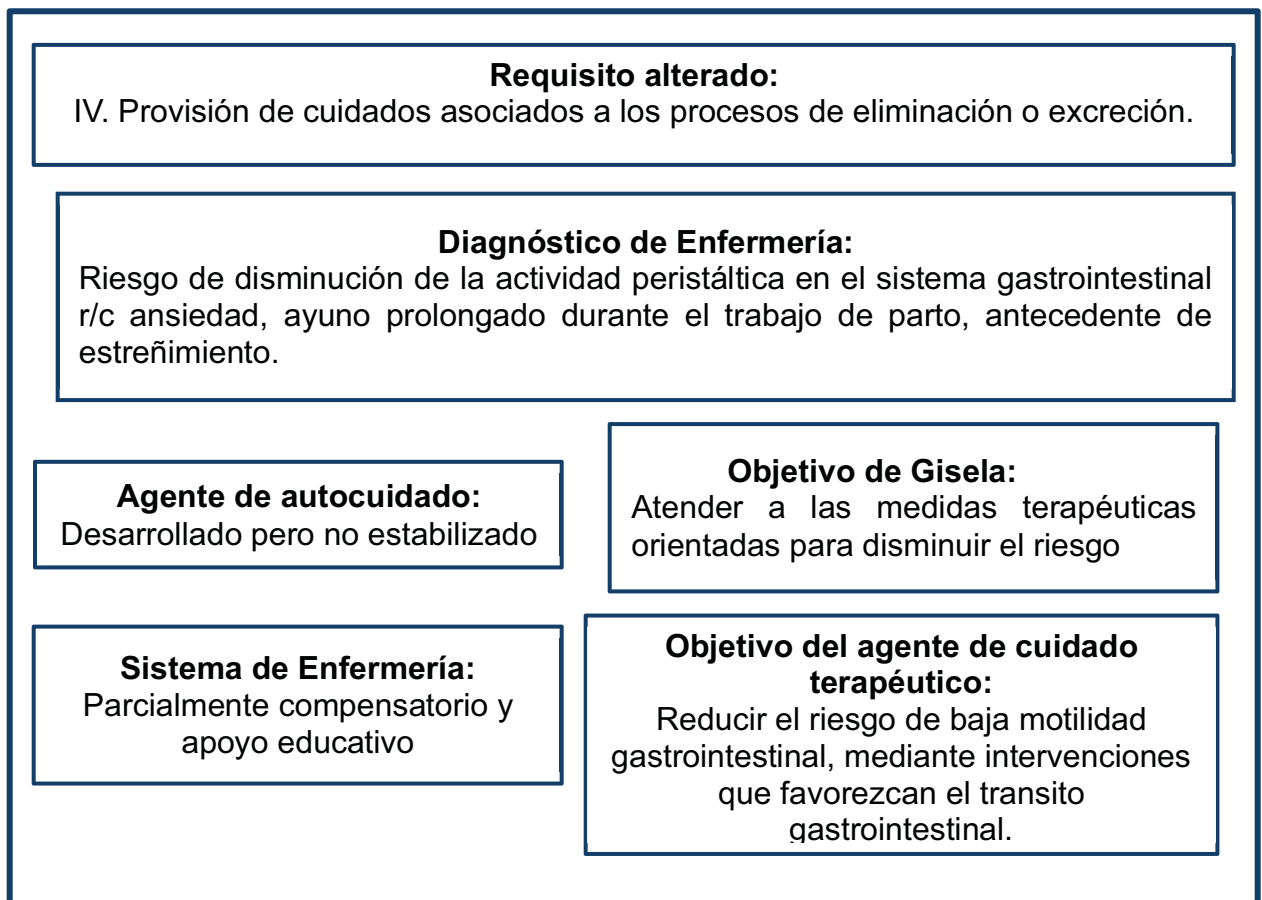 Requisito alterado:
IV. Provisión de cuidados asociados a los procesos de eliminación o excreción.
Diagnóstico de Enfermería:
Riesgo de disminución de la actividad peristáltica en el sistema gastrointestinal
r/c ansiedad, ayuno prolongado durante el trabajo de parto, antecedente de
estreñimiento.
Agente de autocuidado:
Desarrollado pero no estabilizado
Objetivo de Gisela:
Atender a las medidas terapéuticas
orientadas para disminuir el riesgo
Sistema de Enfermería:
Parcialmente compensatorio y
apoyo educativo
Objetivo del agente de cuidado
terapéutico:
Reducir el riesgo de baja motilidad
gastrointestinal, mediante intervenciones
que favorezcan el transito
gastrointestinal.